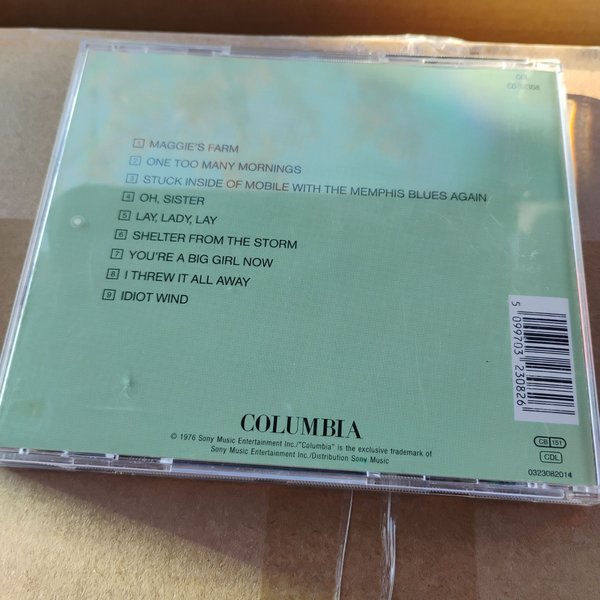 1 MAGGIE'S FARM
2 ONE TOO MANY MORNINGS
3 STUCK INSIDE OF MOBILE WITH THE MEMPHIS BLUES AGAIN
4 OH, SISTER
5 LAY, LADY, LAY
6 SHELTER FROM THE STORM
7 YOU'RE A BIG GIRL NOW
8 I THREW IT ALL AWAY
9 IDIOT WIND
5 099703 230826
COLUMBIA
© 1976 Sony Music Entertainment Inc./"Columbia" is the exclusive trademark of
Sony Music Entertainment Inc./Distribution Sony Music
CB 151
CDL
0323082014